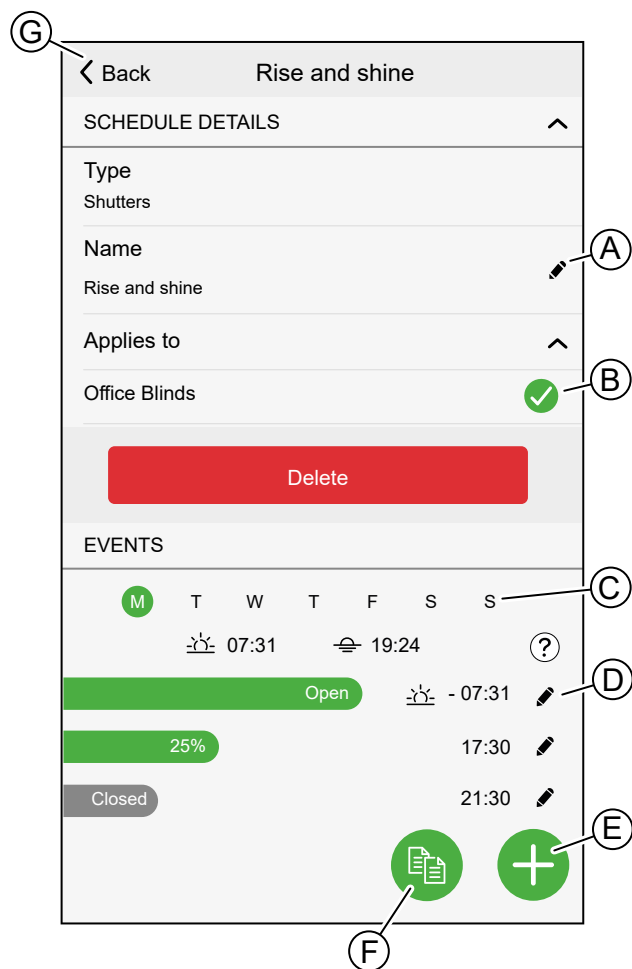 G
Back Rise and shine
SCHEDULE DETAILS
Type
Shutters
Name
A
Rise and shine
Applies to
Office Blinds
B
Delete
EVENTS
M T W T F S S
C
07:31 19:24 ?
Open - 07:31
D
25% 17:30
Closed 21:30
E
F